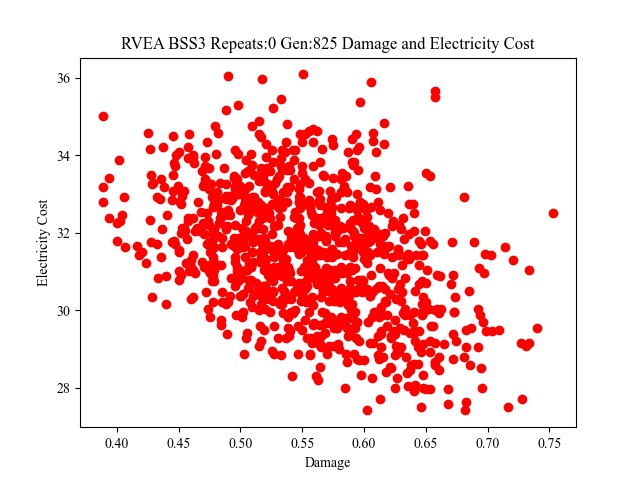 RVEA BSS3 Repeats:0 Gen:825 Damage and Electricity Cost
36
34
32
30
28
Electricity Cost
0.40 0.45 0.50 0.55 0.60 0.65 0.70 0.75
Damage